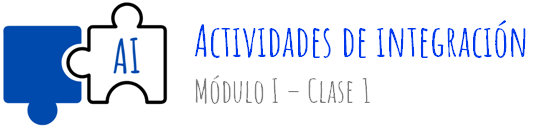 AI
ACTIVIDADES DE INTEGRACIÓN
MÓDULO I – CLASE 1